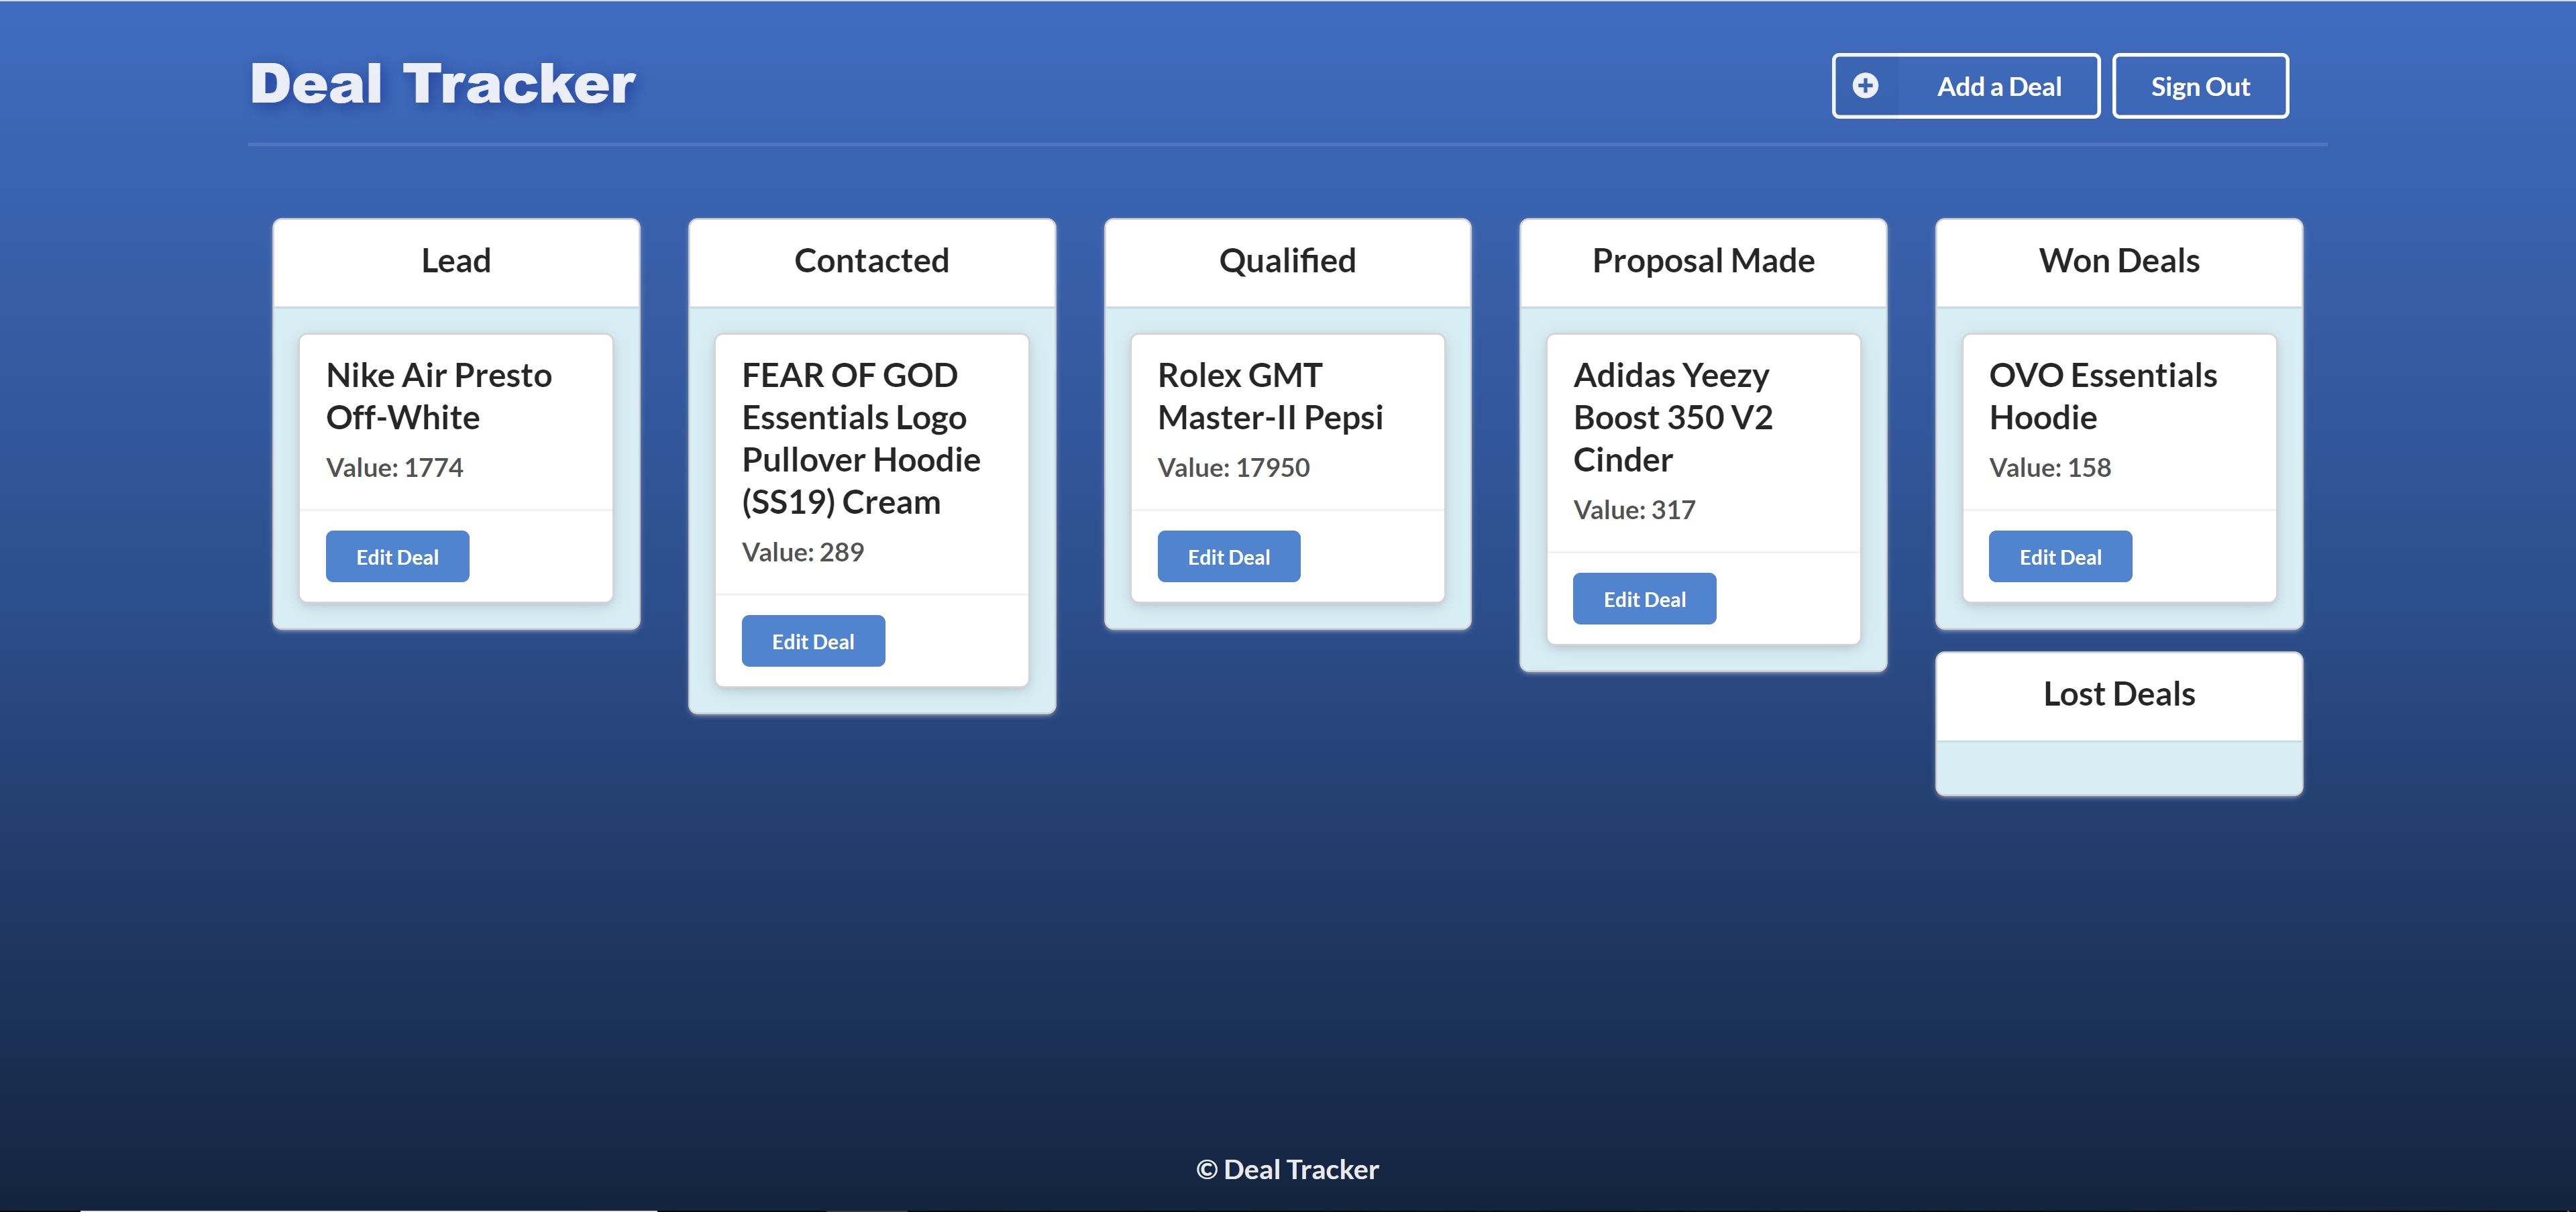 Deal Tracker
Add a Deal
Sign Out
Lead
Nike Air Presto
Off-White
Value: 1774
Edit Deal
Contacted
FEAR OF GOD
Essentials Logo
Pullover Hoodie
(SS19) Cream
Value: 289
Edit Deal
Qualified
Rolex GMT
Master-II Pepsi
Value: 17950
Edit Deal
Proposal Made
Adidas Yeezy
Boost 350 V2
Cinder
Value: 317
Edit Deal
Won Deals
OVO Essentials
Hoodie
Value: 158
Edit Deal
Lost Deals
© Deal Tracker